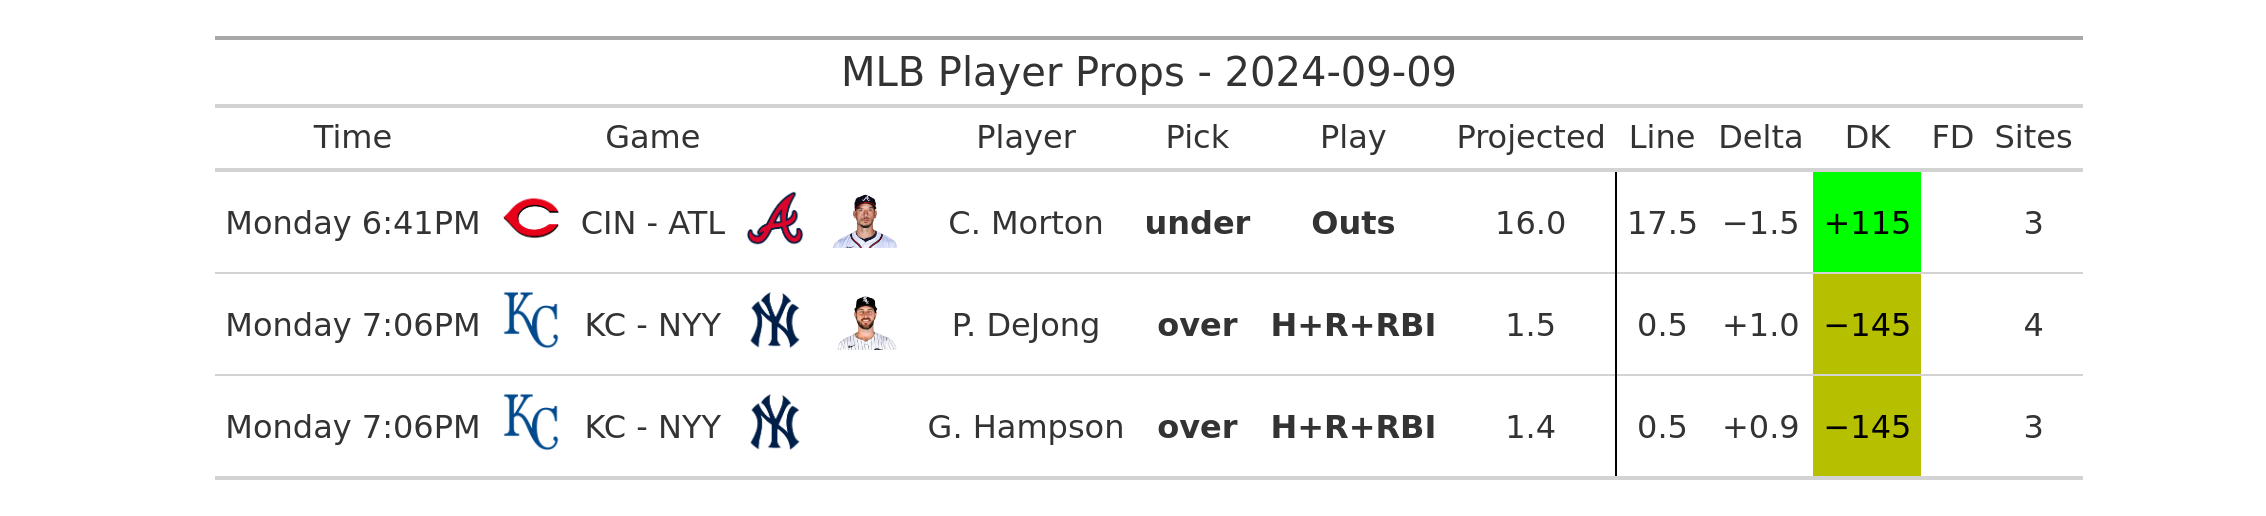 MLB Player Props - 2024-09-09
Time Game Player Pick Play Projected Line Delta DK FD Sites
Monday 6:41PM CIN - ATL C. Morton under Outs 16.0 17.5 −1.5 +115 3
Monday 7:06PM KC - NYY P. DeJong over H+R+RBI 1.5 0.5 +1.0 −145 4
Monday 7:06PM KC - NYY G. Hampson over H+R+RBI 1.4 0.5 +0.9 −145 3